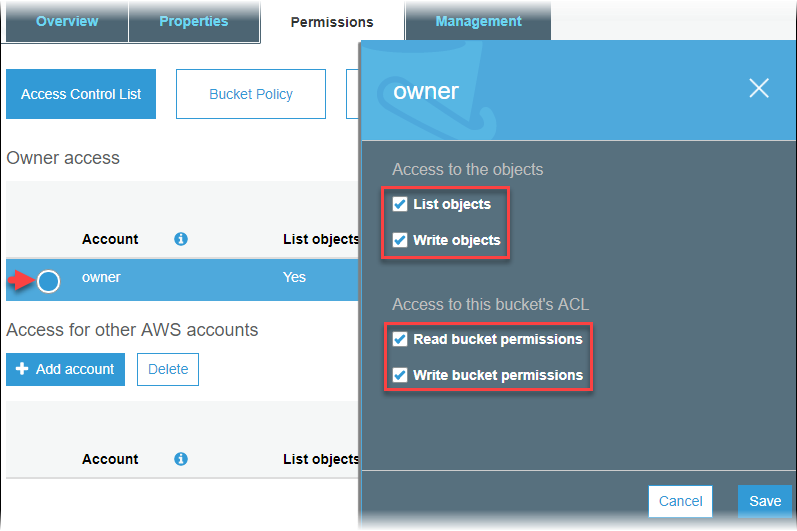 Overview
Properties
Permissions
Management
Access Control List
Bucket Policy
Owner access
Account
List objects
owner
Yes
Access for other AWS accounts
Add account
Delete
Account
List objects
owner
Access to the objects
List objects
Write objects
Access to this bucket's ACL
Read bucket permissions
Write bucket permissions
Cancel
Save